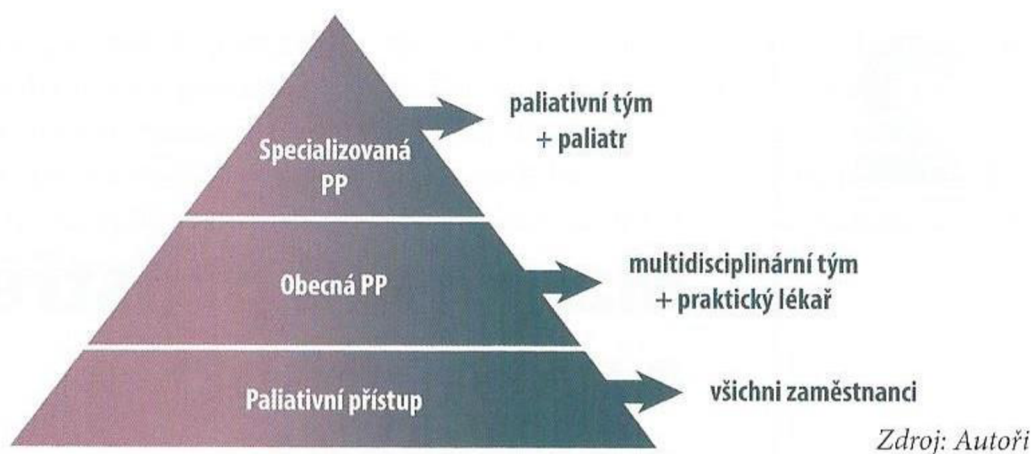 paliativní tým
+ paliatr
Specializovaná
PP
multidisciplinární tým
+ praktický lékař
Obecná PP
Paliativní přístup
všichni zaměstnanci
Zdroj: Autoři